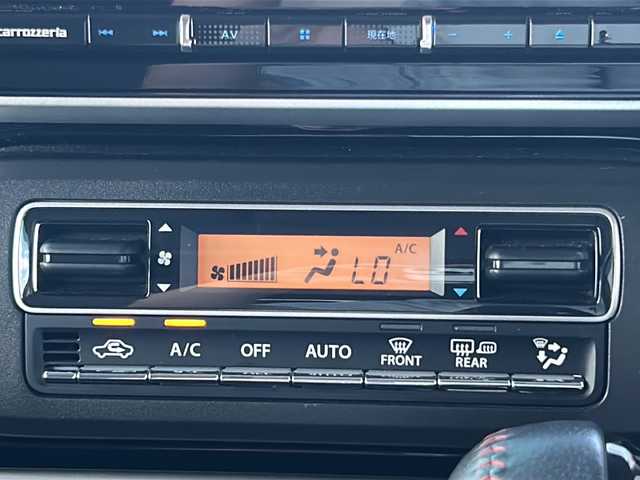 carrozzeria AV 現在地 − +
A/C
LO
A/C OFF AUTO FRONT REAR